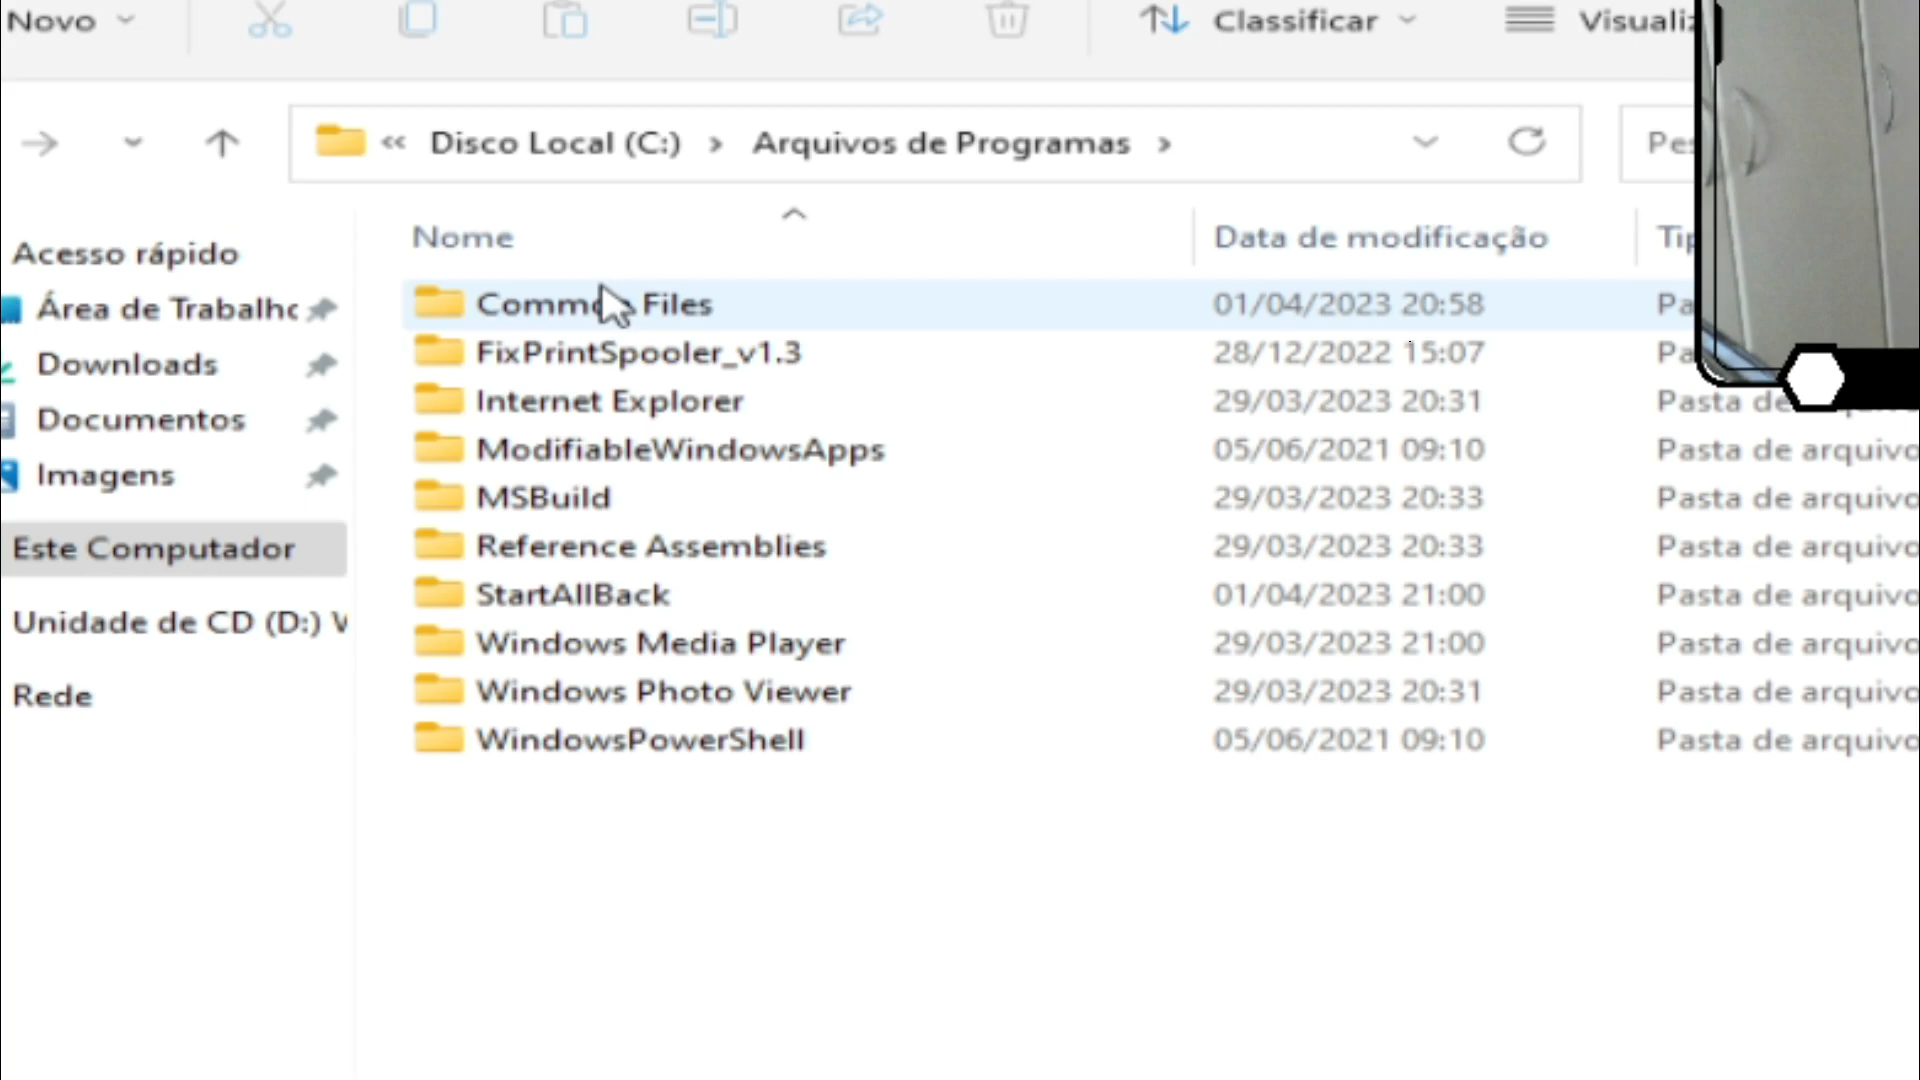 Novo Classificar
« Disco Local (C:) > Arquivos de Programas >
Nome Data de modificação
Acesso rápido
Área de Trabalho
Downloads
Documentos
Imagens
Este Computador
Unidade de CD (D:)
Rede
Common Files 01/04/2023 20:58
FixPrintSpooler_v1.3 28/12/2022 15:07
Internet Explorer 29/03/2023 20:31 Pasta de
ModifiableWindowsApps 05/06/2021 09:10 Pasta de arquivo
MSBuild 29/03/2023 20:33 Pasta de arquivo
Reference Assemblies 29/03/2023 20:33 Pasta de arquivo
StartAllBack 01/04/2023 21:00 Pasta de arquivo
Windows Media Player 29/03/2023 21:00 Pasta de arquivo
Windows Photo Viewer 29/03/2023 20:31 Pasta de arquivo
WindowsPowerShell 05/06/2021 09:10 Pasta de arquivo